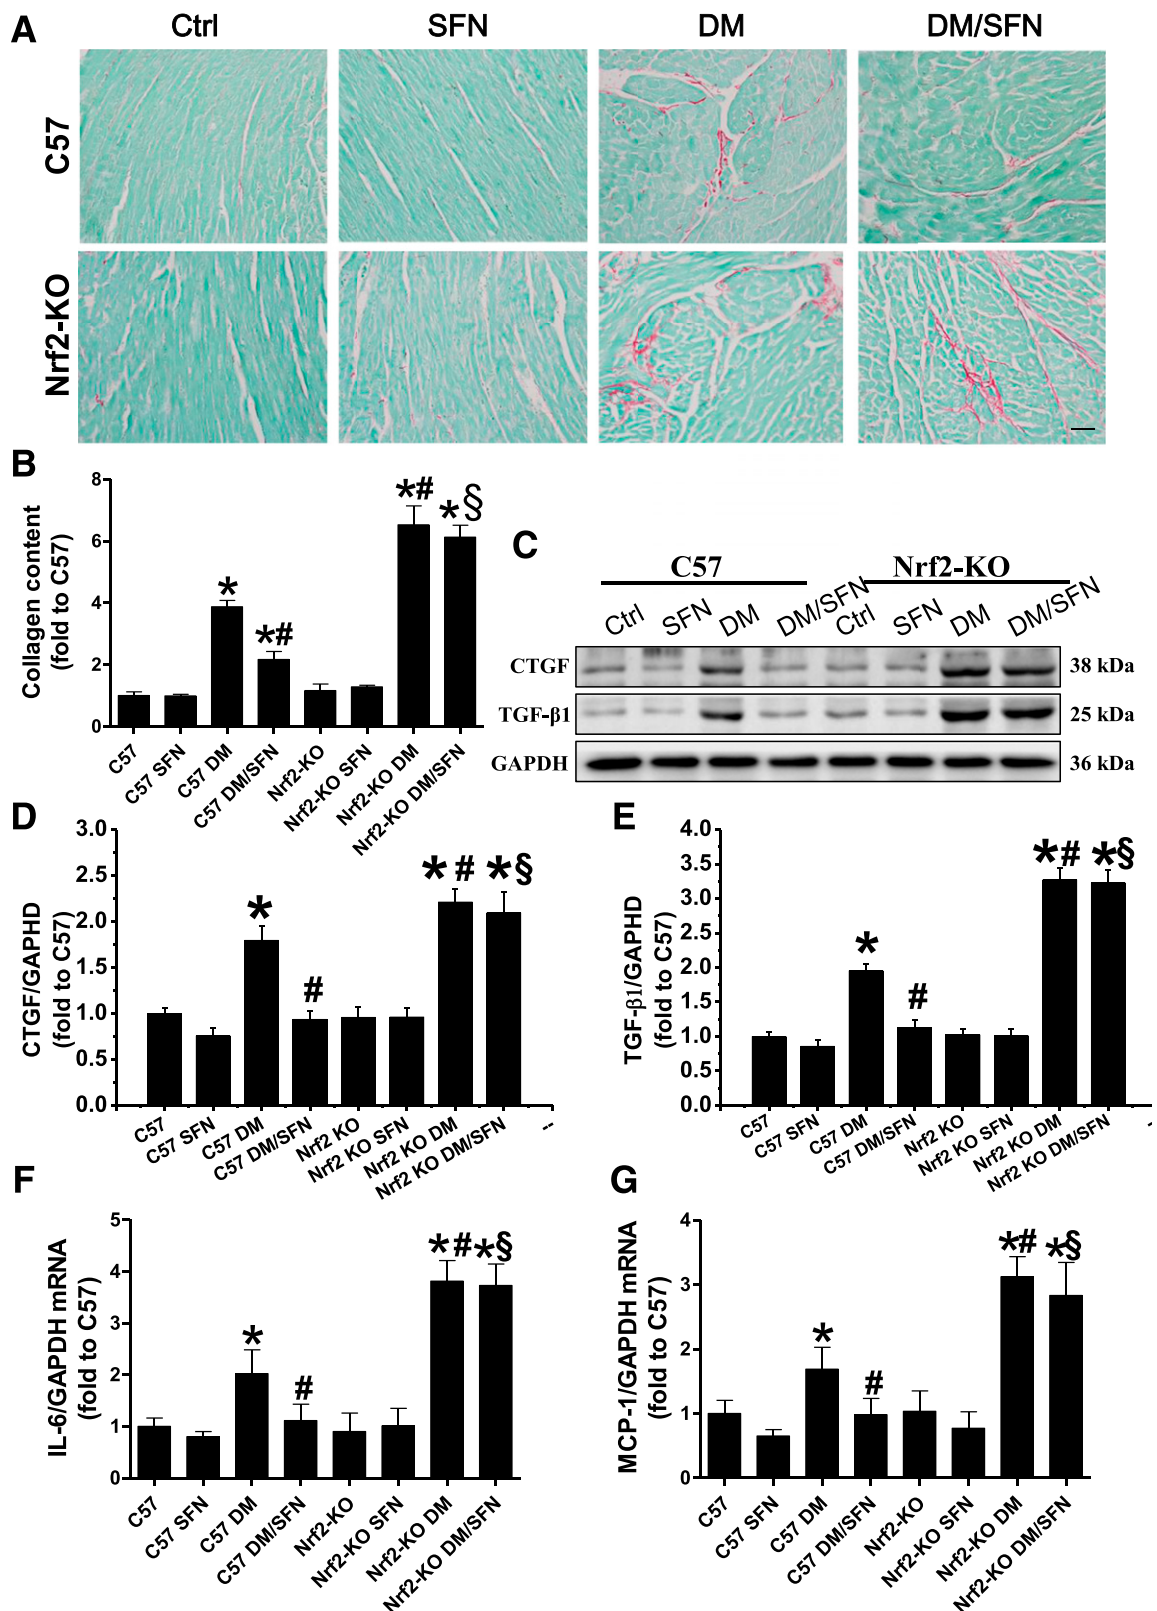 A
Ctrl
SFN
DM
DM/SFN
C57
Nrf2-KO
B
Collagen content
(fold to C57)
8
6
4
2
0
*
*#
*#
*§
C57
C57 SFN
C57 DM
C57 DM/SFN
Nrf2-KO
Nrf2-KO SFN
Nrf2-KO DM
Nrf2-KO DM/SFN
C
C57
Nrf2-KO
Ctrl
SFN
DM
DM/SFN
Ctrl
SFN
DM
DM/SFN
CTGF
38 kDa
TGF-β1
25 kDa
GAPDH
36 kDa
D
CTGF/GAPHD
(fold to C57)
3.0
2.5
2.0
1.5
1.0
0.5
0.0
*
#
*#
*§
C57
C57 SFN
C57 DM
C57 DM/SFN
Nrf2 KO
Nrf2 KO SFN
Nrf2 KO DM
Nrf2 KO DM/SFN
--
E
TGF-β1/GAPHD
(fold to C57)
4.0
3.5
3.0
2.5
2.0
1.5
1.0
0.5
0.0
*
#
*#
*§
C57
C57 SFN
C57 DM
C57 DM/SFN
Nrf2 KO
Nrf2 KO SFN
Nrf2 KO DM
Nrf2 KO DM/SFN
F
IL-6/GAPDH mRNA
(fold to C57)
5
4
3
2
1
0
*
#
*#
*§
C57
C57 SFN
C57 DM
C57 DM/SFN
Nrf2-KO
Nrf2-KO SFN
Nrf2-KO DM
Nrf2-KO DM/SFN
G
MCP-1/GAPDH mRNA
(fold to C57)
4
3
2
1
0
*
#
*#
*§
C57
C57 SFN
C57 DM
C57 DM/SFN
Nrf2-KO
Nrf2-KO SFN
Nrf2-KO DM
Nrf2-KO DM/SFN